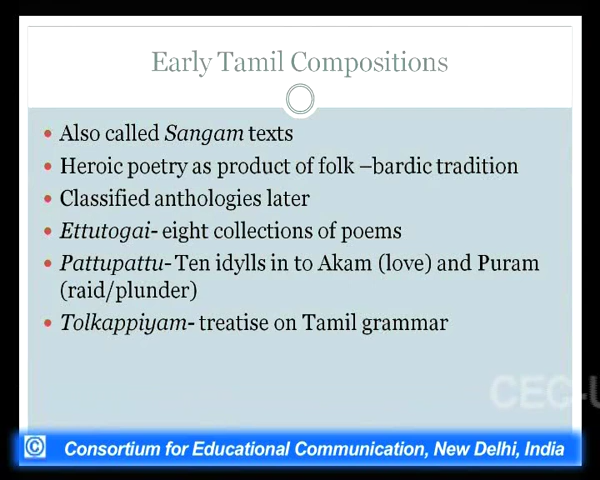 Early Tamil Compositions
• Also called Sangam texts
• Heroic poetry as product of folk –bardic tradition
• Classified anthologies later
• Ettutogai- eight collections of poems
• Pattupattu- Ten idylls in to Akam (love) and Puram
(raid/plunder)
• Tolkappiyam- treatise on Tamil grammar
CEC-U
© Consortium for Educational Communication, New Delhi, India